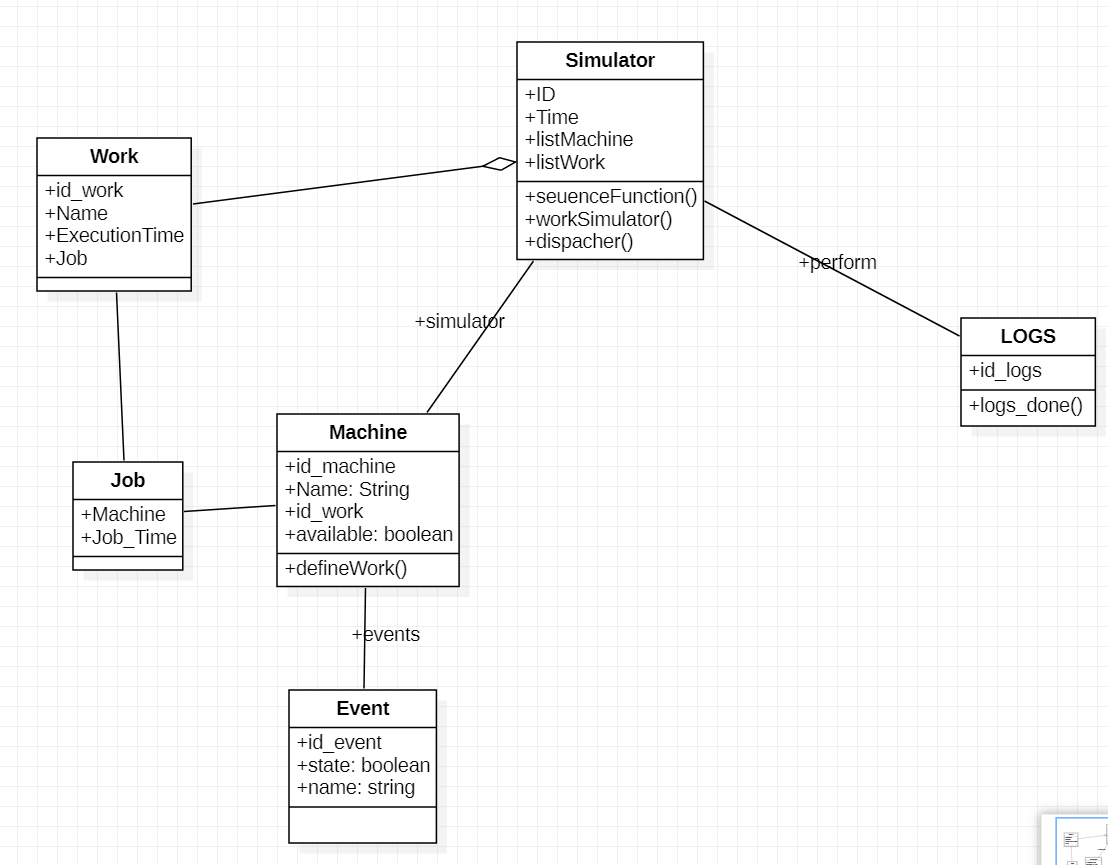 Simulator
+ID
+Time
+listMachine
+listWork
+seuenceFunction()
+workSimulator()
+dispacher()
Work
+id_work
+Name
+ExecutionTime
+Job
+perform
+simulator
LOGS
+id_logs
+logs_done()
Machine
+id_machine
+Name: String
+id_work
+available: boolean
+defineWork()
Job
+Machine
+Job_Time
+events
Event
+id_event
+state: boolean
+name: string